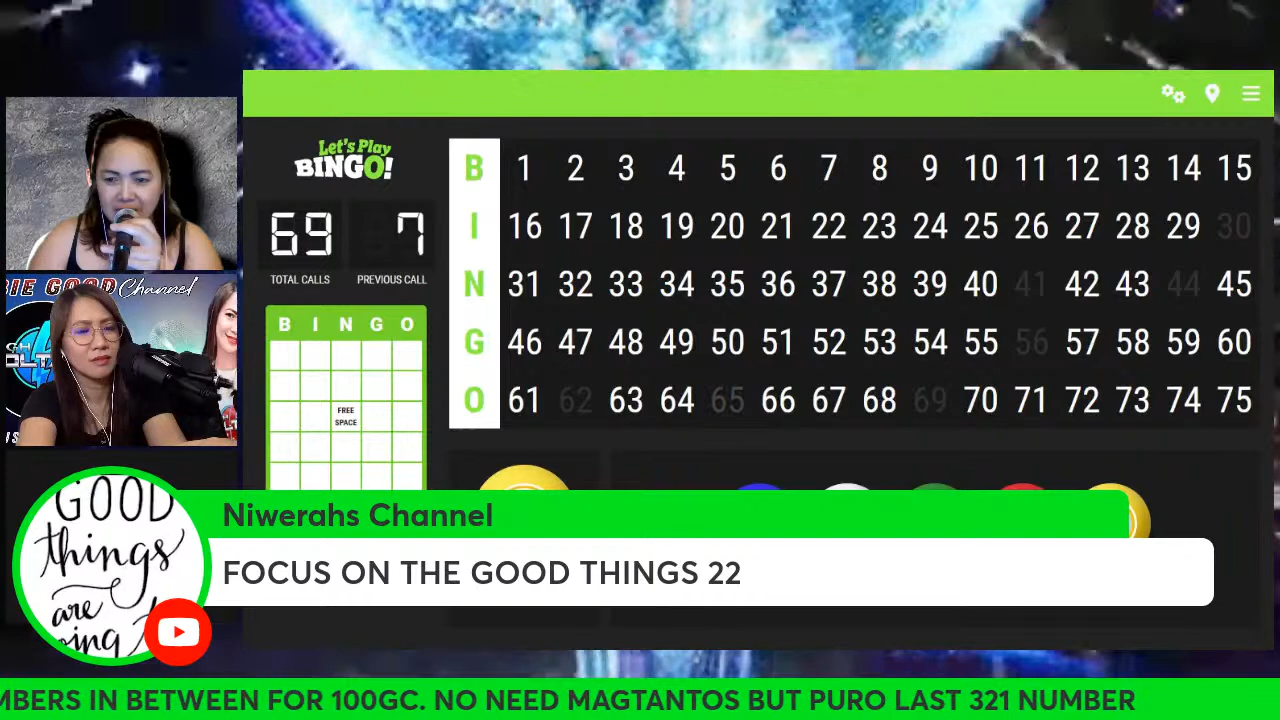 Let's Play
BINGO!
69
7
TOTAL CALLS
PREVIOUS CALL
B I N G O
FREE
SPACE
B 1 2 3 4 5 6 7 8 9 10 11 12 13 14 15
I 16 17 18 19 20 21 22 23 24 25 26 27 28 29 30
N 31 32 33 34 35 36 37 38 39 40 41 42 43 44 45
G 46 47 48 49 50 51 52 53 54 55 56 57 58 59 60
O 61 62 63 64 65 66 67 68 69 70 71 72 73 74 75
BIE GOOD Channel
GOOD
things
are
Niwerahs Channel
FOCUS ON THE GOOD THINGS 22
MBERS IN BETWEEN FOR 100GC. NO NEED MAGTANTOS BUT PURO LAST 321 NUMBER